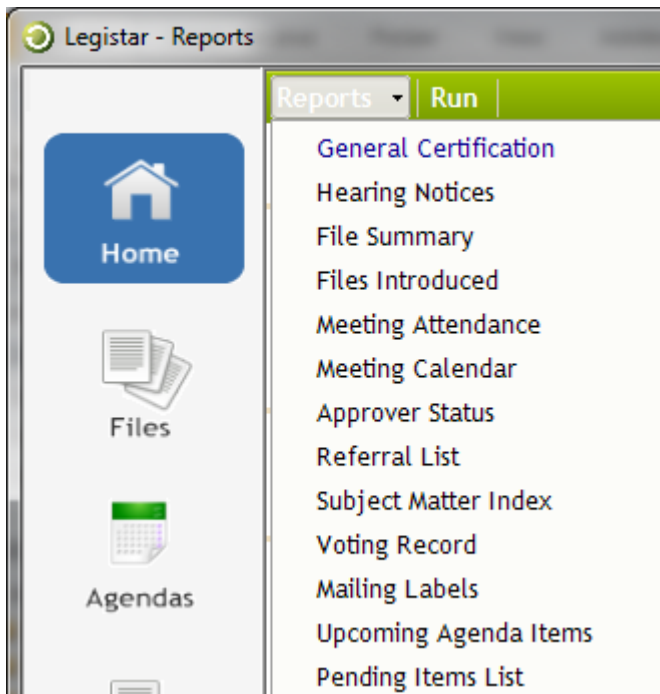 Legistar - Reports
Reports Run
General Certification
Hearing Notices
File Summary
Files Introduced
Meeting Attendance
Meeting Calendar
Approver Status
Referral List
Subject Matter Index
Voting Record
Mailing Labels
Upcoming Agenda Items
Pending Items List
Home
Files
Agendas